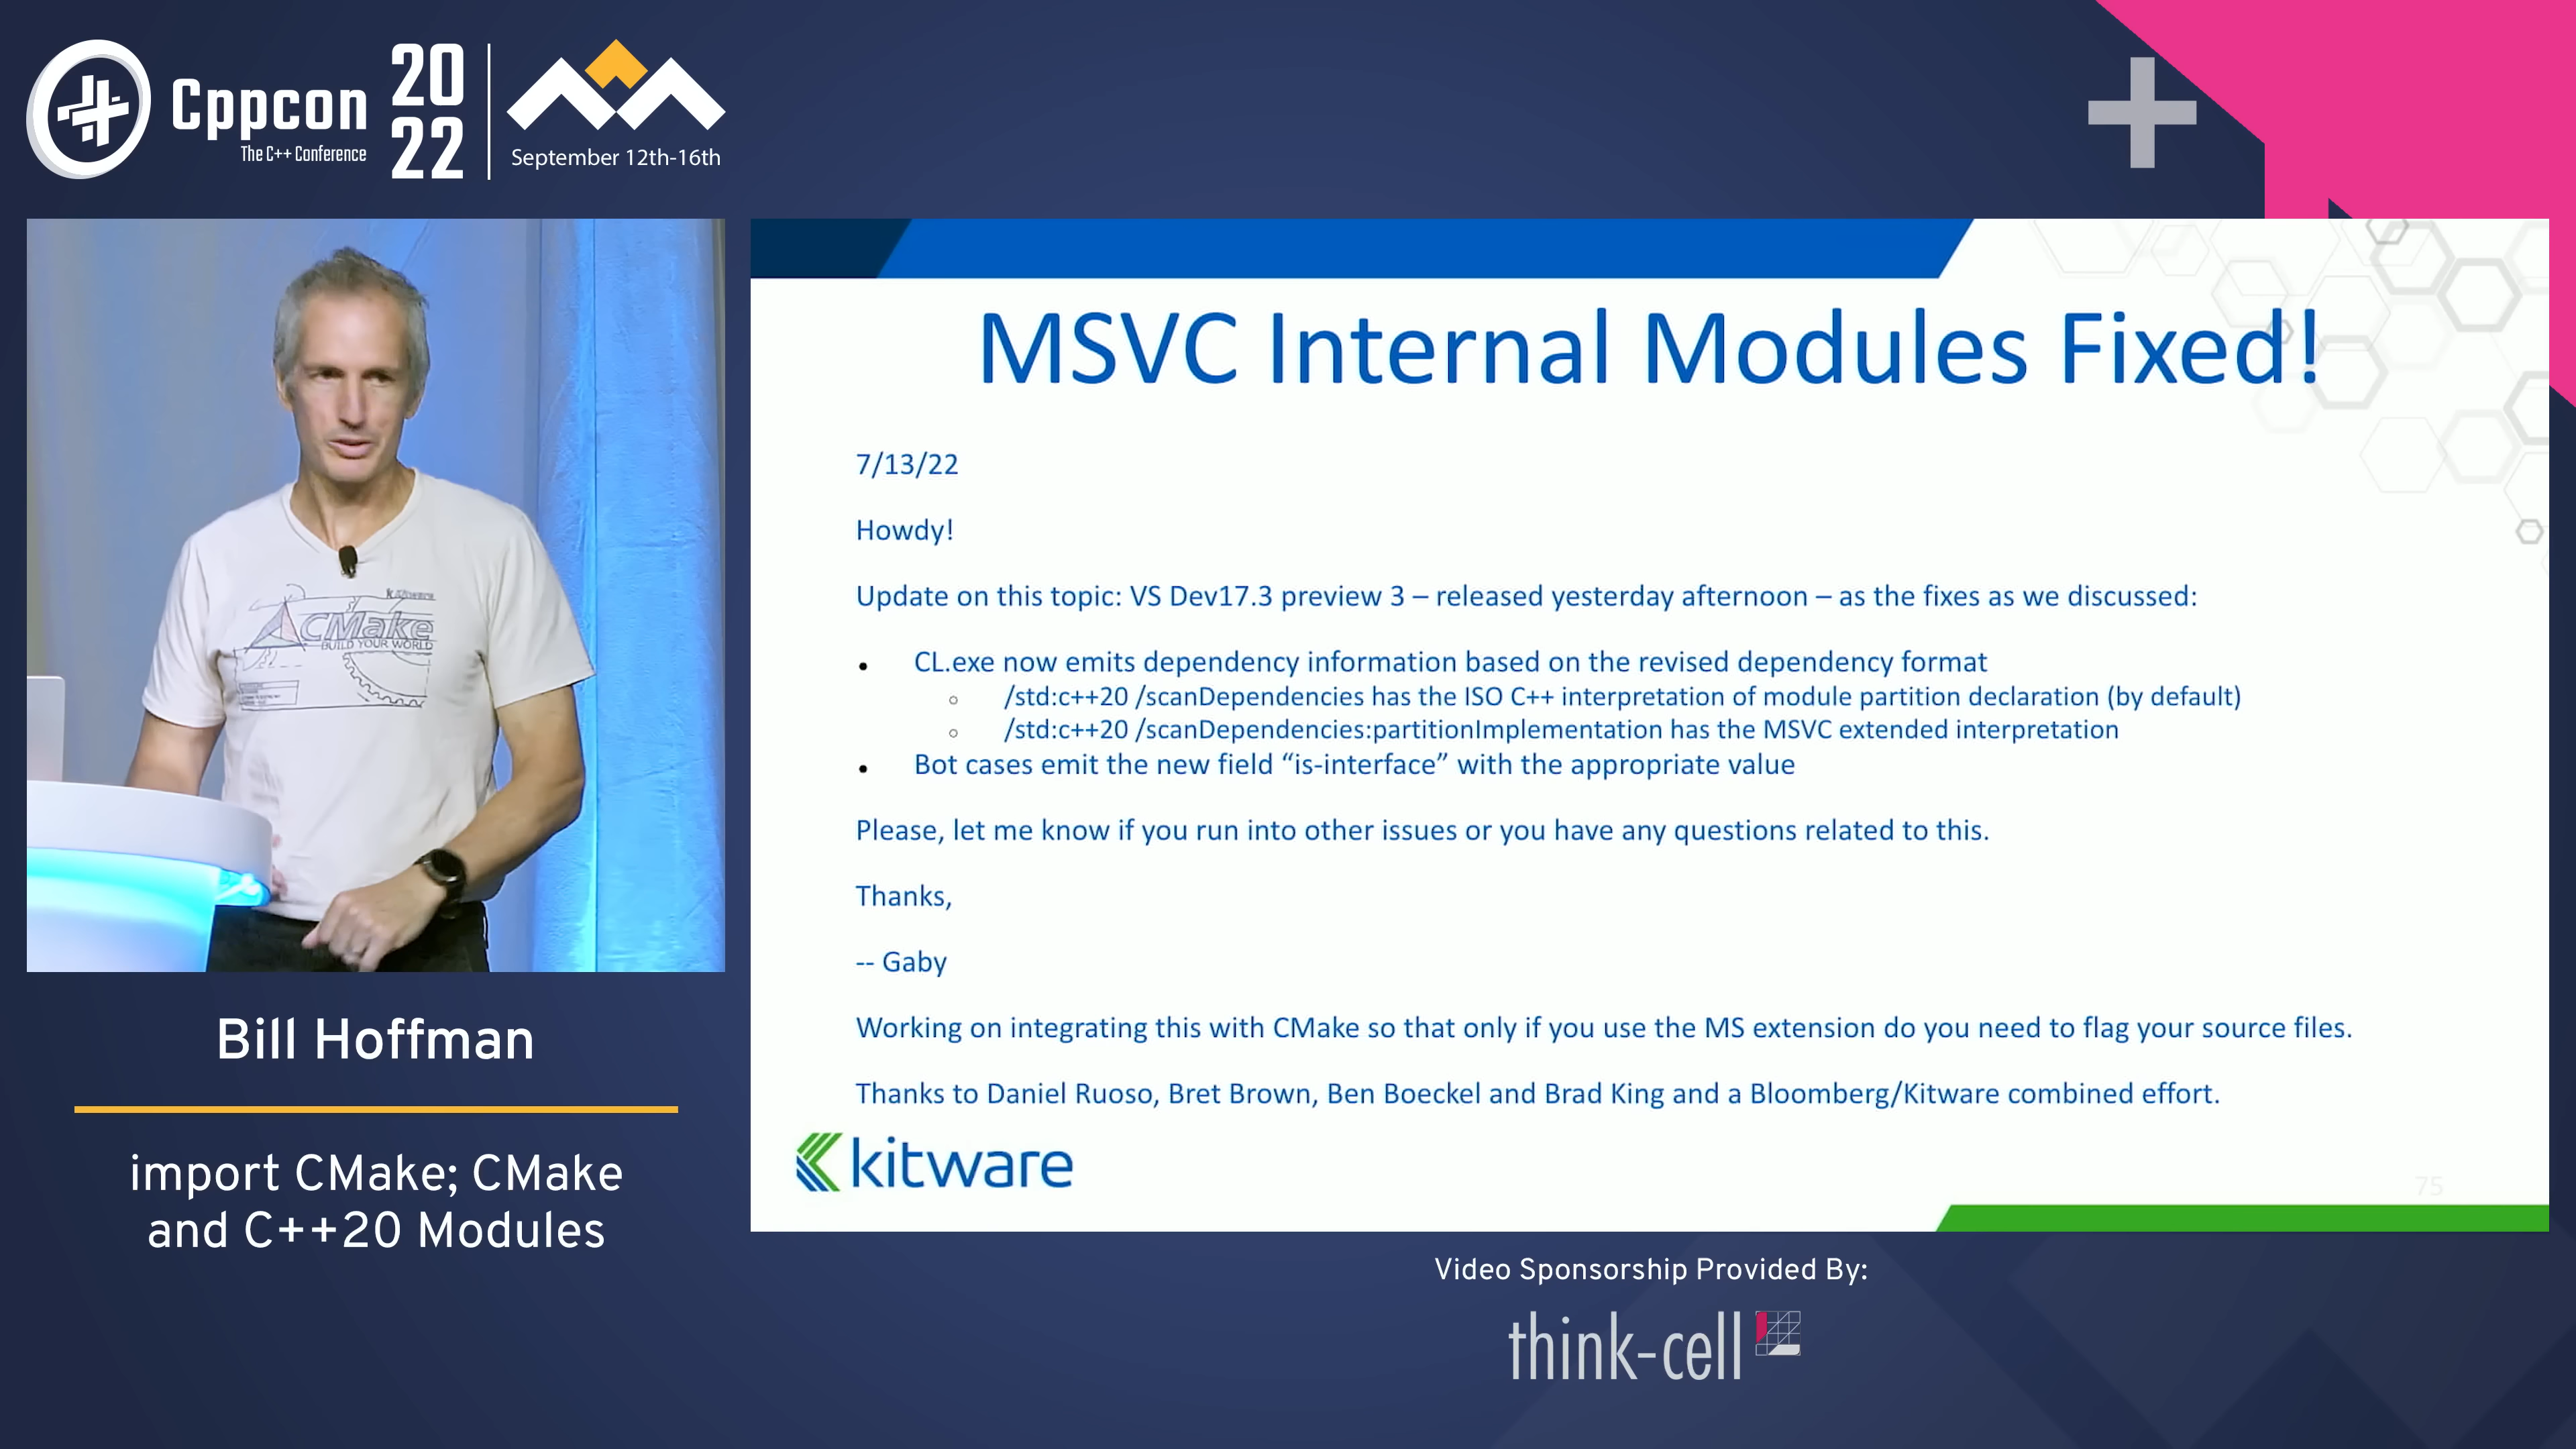 Cppcon
The C++ Conference
20
22
September 12th-16th
MSVC Internal Modules Fixed!
7/13/22
Howdy!
Update on this topic: VS Dev17.3 preview 3 – released yesterday afternoon – as the fixes as we discussed:
• CL.exe now emits dependency information based on the revised dependency format
○ /std:c++20 /scanDependencies has the ISO C++ interpretation of module partition declaration (by default)
○ /std:c++20 /scanDependencies:partitionImplementation has the MSVC extended interpretation
• Bot cases emit the new field “is-interface” with the appropriate value
Please, let me know if you run into other issues or you have any questions related to this.
Thanks,
-- Gaby
Working on integrating this with CMake so that only if you use the MS extension do you need to flag your source files.
Thanks to Daniel Ruoso, Bret Brown, Ben Boeckel and Brad King and a Bloomberg/Kitware combined effort.
kitware
75
CMake
BUILD YOUR WORLD
Bill Hoffman
import CMake; CMake
and C++20 Modules
Video Sponsorship Provided By:
think-cell